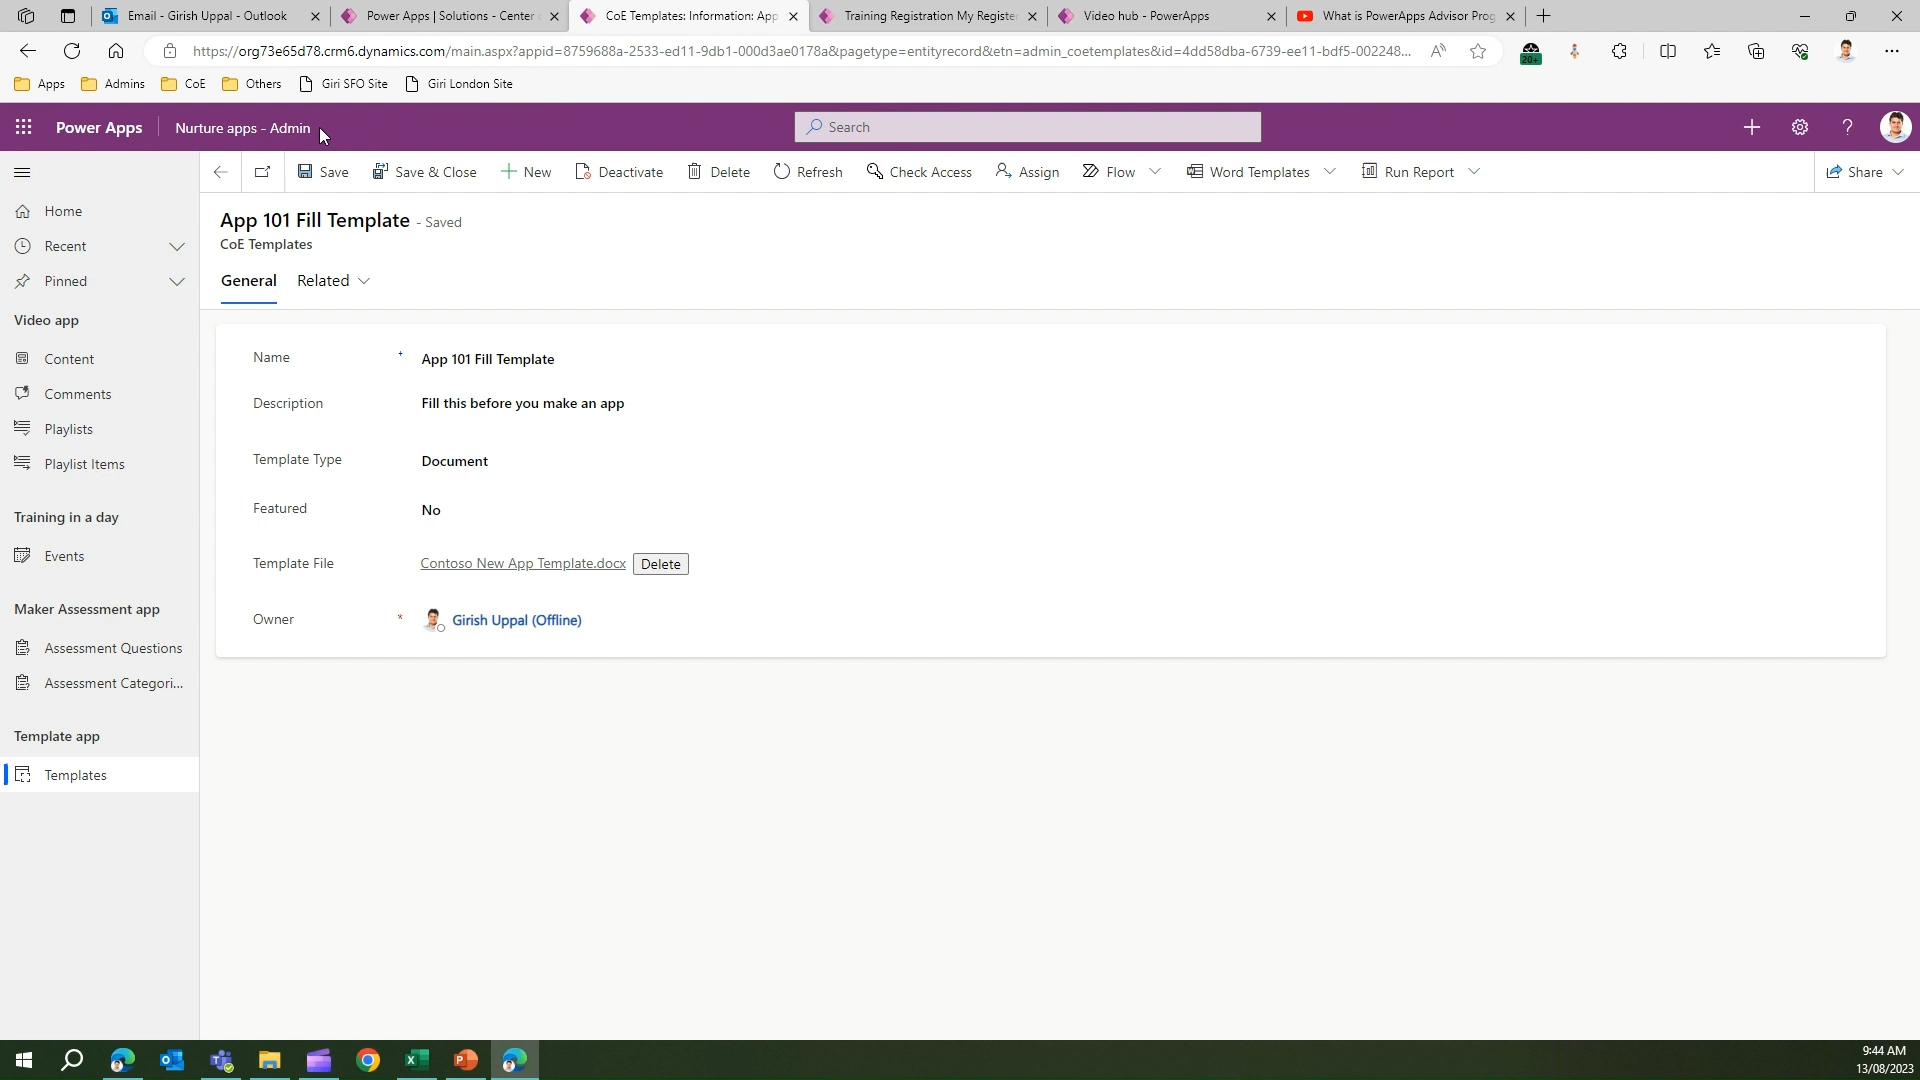 Email - Girish Uppal - Outlook
Power Apps | Solutions - Center
CoE Templates: Information: App
Training Registration My Registe
Video hub - PowerApps
What is PowerApps Advisor Prog
https://org73e65d78.crm6.dynamics.com/main.aspx?appid=8759688a-2533-ed11-9db1-000d3ae0178a&pagetype=entityrecord&etn=admin_coetemplates&id=4dd58dba-6739-ee11-bdf5-002248...
20+
Apps
Admins
CoE
Others
Giri SFO Site
Giri London Site
Power Apps
Nurture apps - Admin
Search
Save
Save & Close
New
Deactivate
Delete
Refresh
Check Access
Assign
Flow
Word Templates
Run Report
Share
Home
Recent
Pinned
Video app
Content
Comments
Playlists
Playlist Items
Training in a day
Events
Maker Assessment app
Assessment Questions
Assessment Categori...
Template app
Templates
App 101 Fill Template - Saved
CoE Templates
General
Related
Name + App 101 Fill Template
Description Fill this before you make an app
Template Type Document
Featured No
Template File Contoso New App Template.docx Delete
Owner * Girish Uppal (Offline)
9:44 AM
13/08/2023